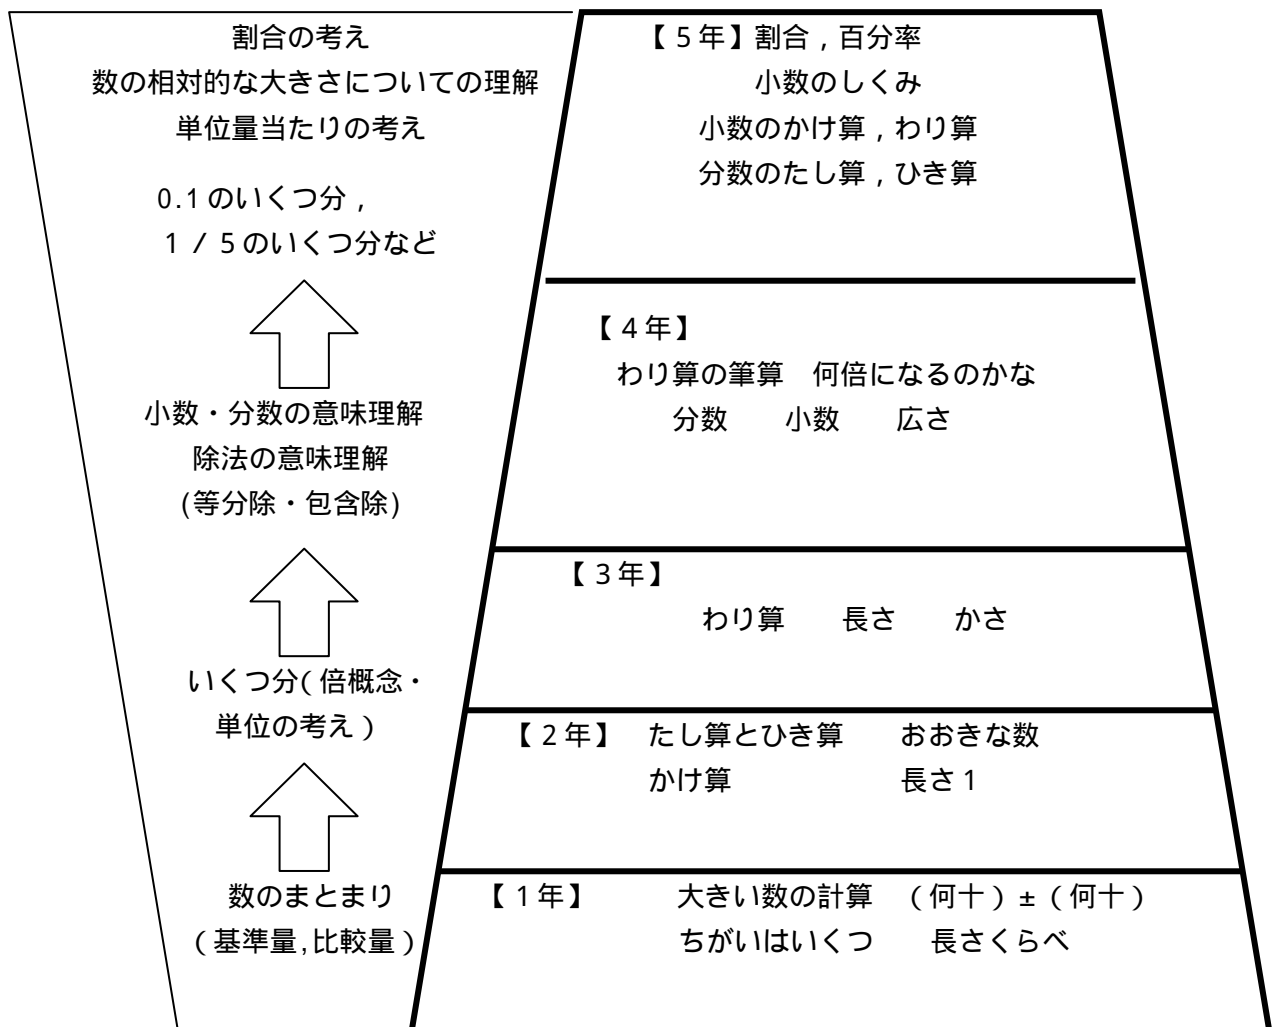 割合の考え
数の相対的な大きさについての理解
単位量当たりの考え
0.1のいくつ分，
1／5のいくつ分など
小数・分数の意味理解
除法の意味理解
(等分除・包含除)
いくつ分(倍概念・
単位の考え)
数のまとまり
(基準量,比較量)
【5年】割合，百分率
小数のしくみ
小数のかけ算，わり算
分数のたし算，ひき算
【4年】
わり算の筆算　何倍になるのかな
分数　　小数　　広さ
【3年】
わり算　　長さ　　かさ
【2年】　たし算とひき算　　おおきな数
かけ算　　長さ1
【1年】　大きい数の計算　(何十)±(何十)
ちがいはいくつ　　長さくらべ